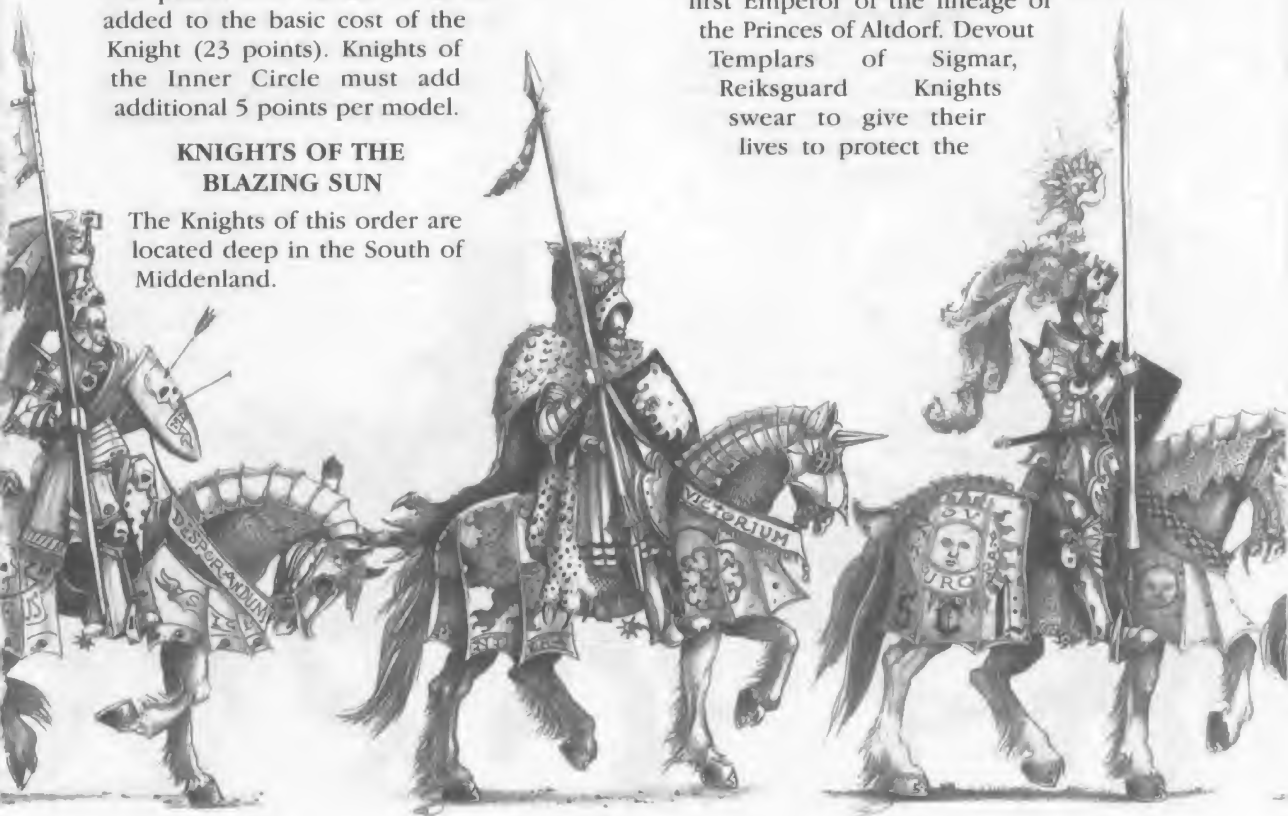 added to the basic cost of the
Knight (23 points). Knights of
the Inner Circle must add
additional 5 points per model.
KNIGHTS OF THE
BLAZING SUN
The Knights of this order are
located deep in the South of
Middenland.
first Emperor of the lineage of
the Princes of Altdorf. Devout
Templars of Sigmar,
Reiksguard Knights
swear to give their
lives to protect the
DESPORANDUM
VICTORIUM